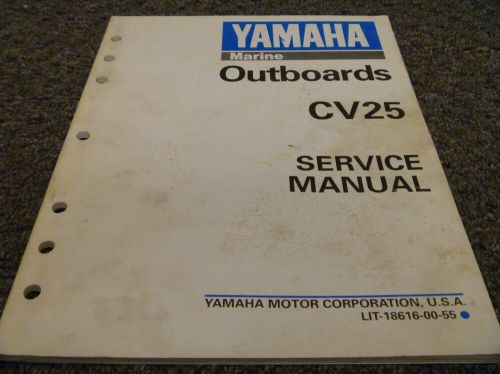 YAMAHA
Marine
Outboards
CV25
SERVICE
MANUAL
YAMAHA MOTOR CORPORATION, U.S.A.
LIT-18616-00-55